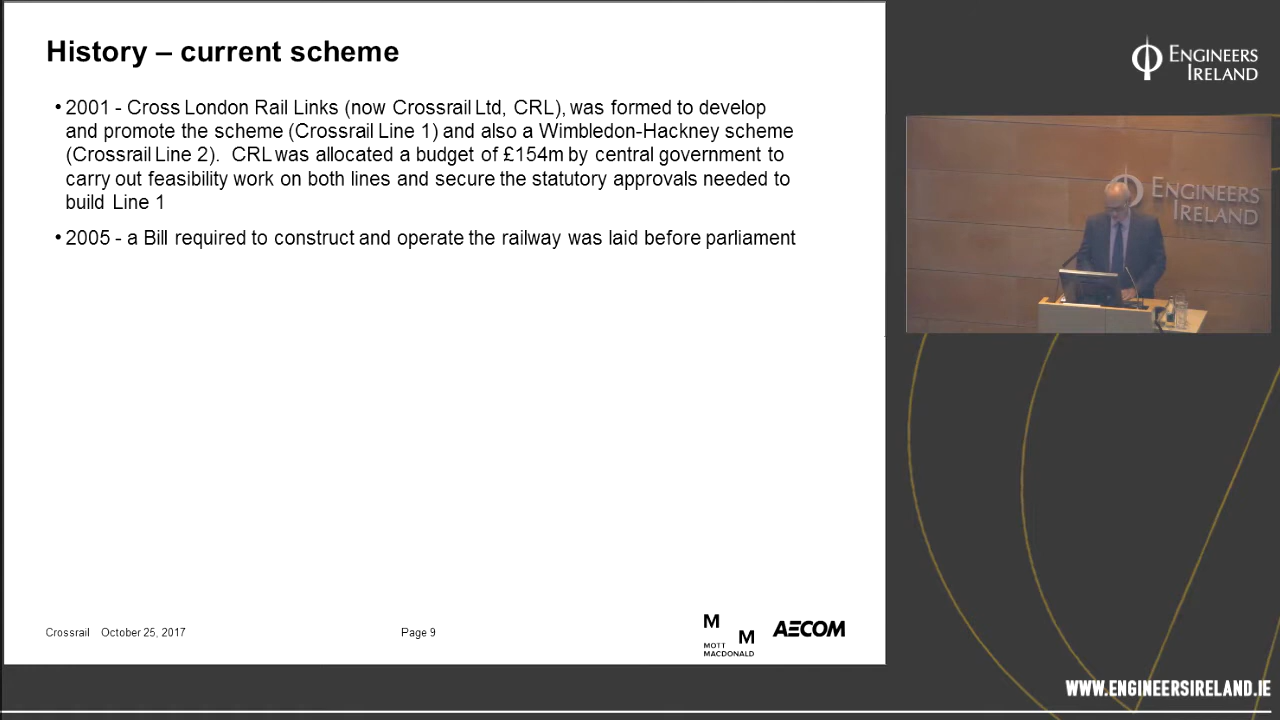 History – current scheme
• 2001 - Cross London Rail Links (now Crossrail Ltd, CRL), was formed to develop
and promote the scheme (Crossrail Line 1) and also a Wimbledon-Hackney scheme
(Crossrail Line 2). CRL was allocated a budget of £154m by central government to
carry out feasibility work on both lines and secure the statutory approvals needed to
build Line 1
• 2005 - a Bill required to construct and operate the railway was laid before parliament
Crossrail October 25, 2017
Page 9
M
M
MOTT
MACDONALD
AECOM
ENGINEERS
IRELAND
ENGINEERS
IRELAND
WWW.ENGINEERSIRELAND.IE